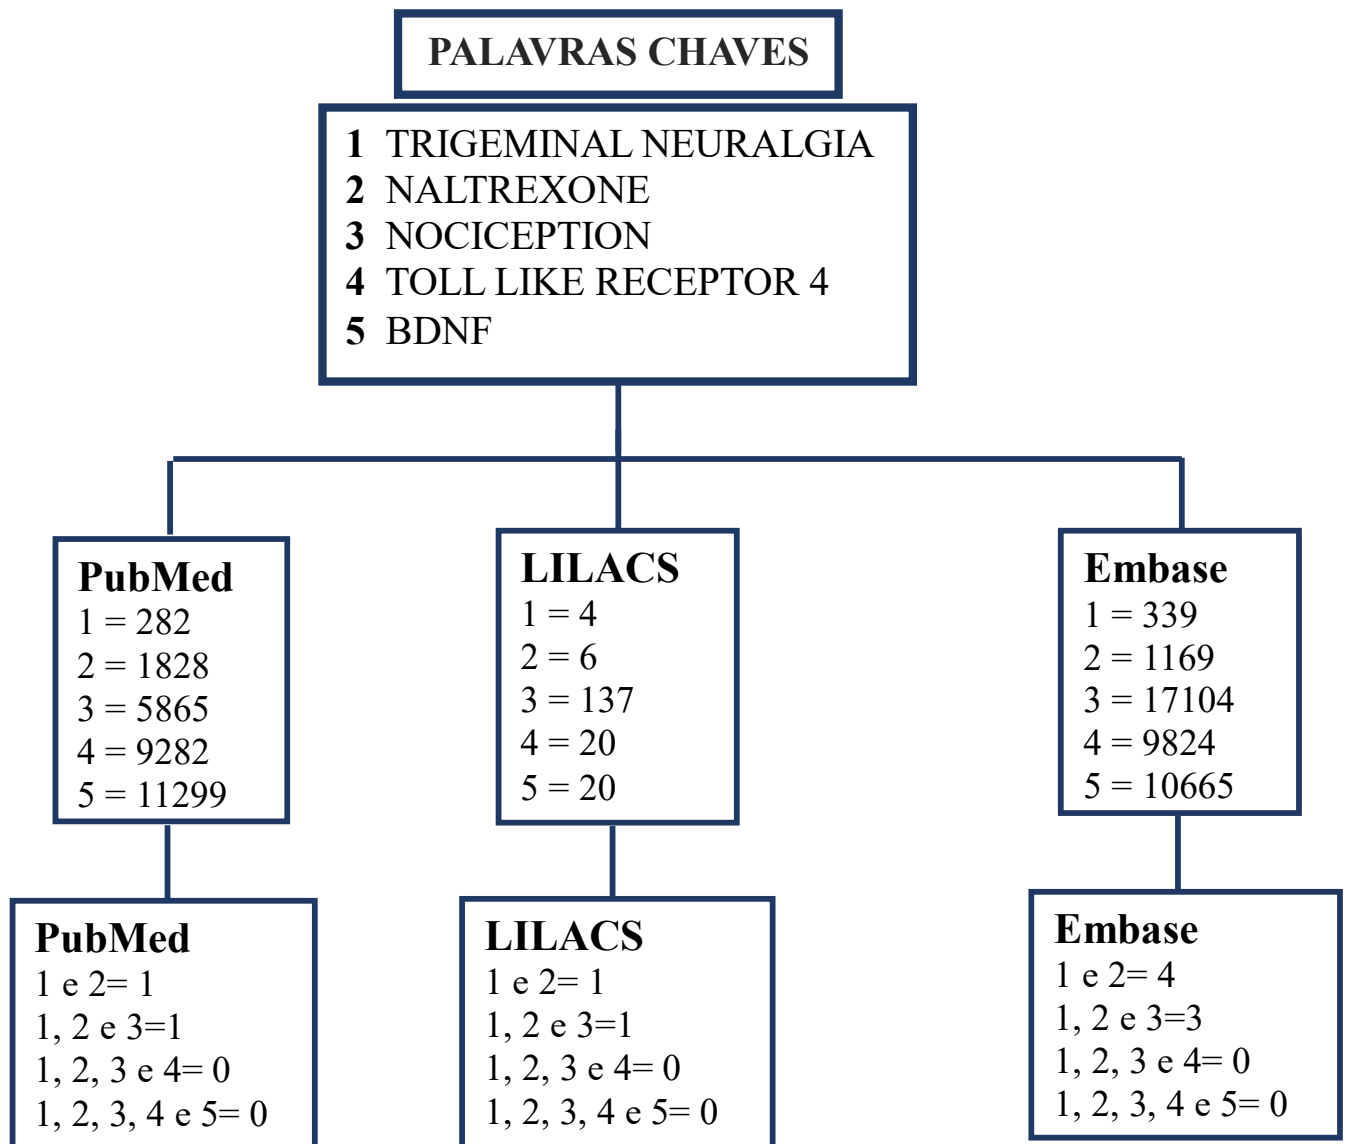 PALAVRAS CHAVES
1 TRIGEMINAL NEURALGIA
2 NALTREXONE
3 NOCICEPTION
4 TOLL LIKE RECEPTOR 4
5 BDNF
PubMed
1 = 282
2 = 1828
3 = 5865
4 = 9282
5 = 11299
LILACS
1 = 4
2 = 6
3 = 137
4 = 20
5 = 20
Embase
1 = 339
2 = 1169
3 = 17104
4 = 9824
5 = 10665
PubMed
1 e 2= 1
1, 2 e 3=1
1, 2, 3 e 4= 0
1, 2, 3, 4 e 5= 0
LILACS
1 e 2= 1
1, 2 e 3=1
1, 2, 3 e 4= 0
1, 2, 3, 4 e 5= 0
Embase
1 e 2= 4
1, 2 e 3=3
1, 2, 3 e 4= 0
1, 2, 3, 4 e 5= 0